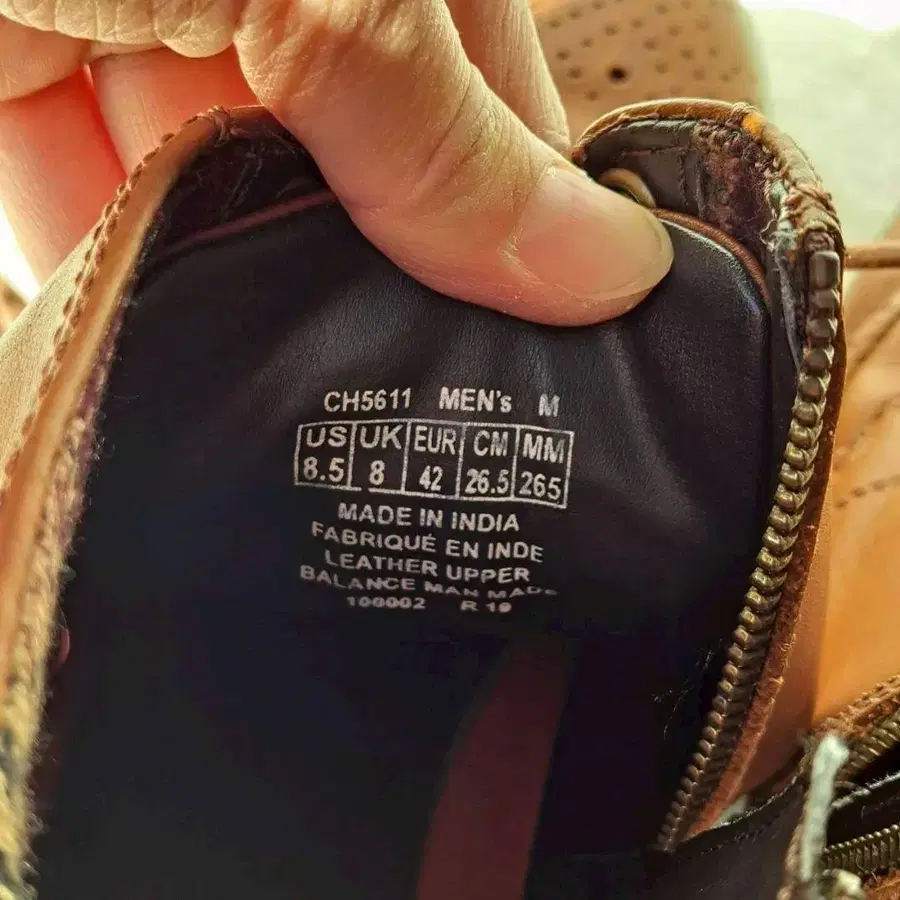 CH5611 MEN's M
US UK EUR CM MM
8.5 8 42 26.5 265
MADE IN INDIA
FABRIQUÉ EN INDE
LEATHER UPPER
BALANCE MAN MADE
100002 R 19